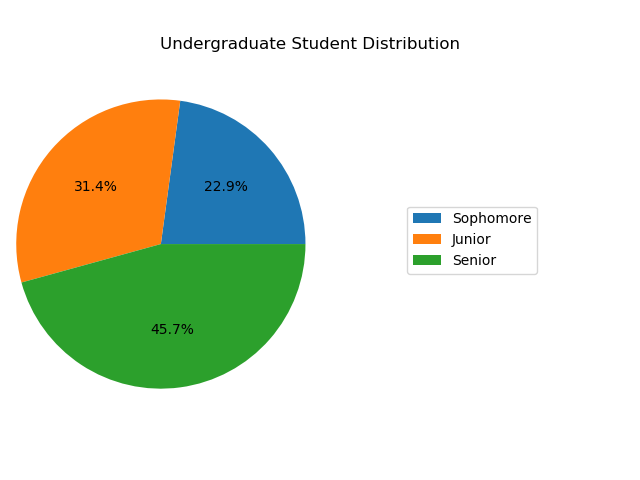 Undergraduate Student Distribution
31.4%
22.9%
45.7%
Sophomore
Junior
Senior